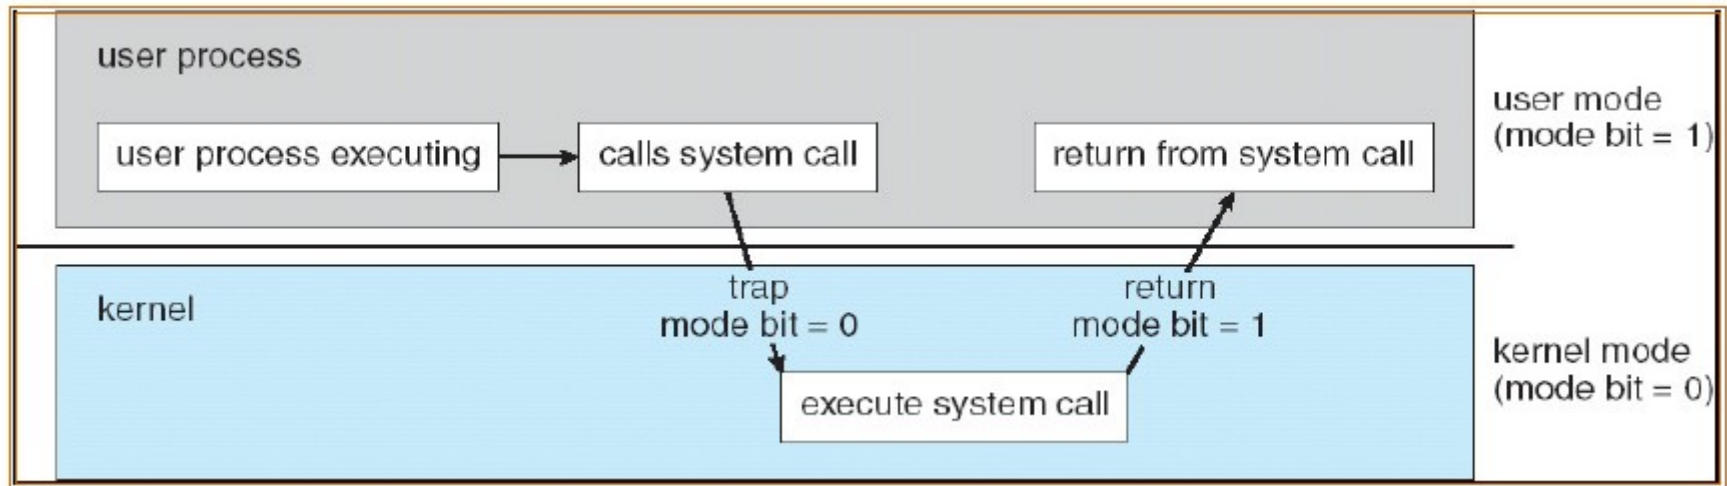 user process
user process executing
calls system call
return from system call
user mode
(mode bit = 1)
kernel
trap
mode bit = 0
return
mode bit = 1
execute system call
kernel mode
(mode bit = 0)